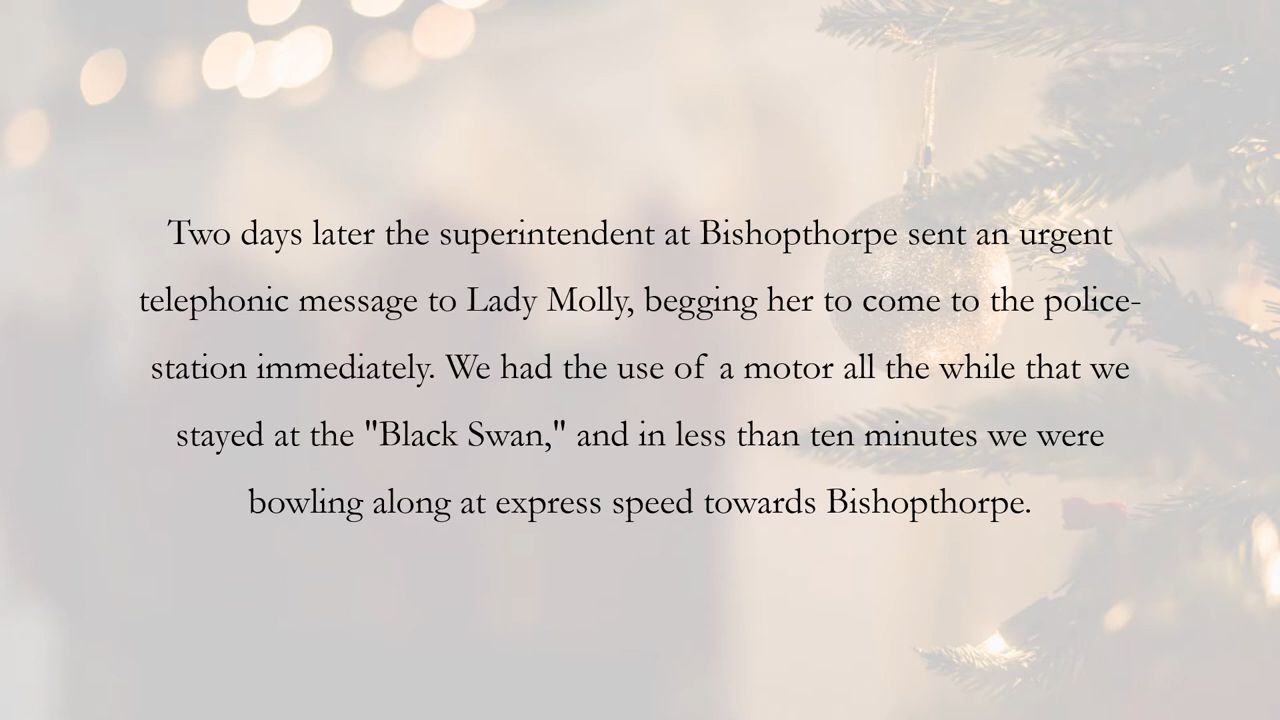 Two days later the superintendent at Bishopthorpe sent an urgent
telephonic message to Lady Molly, begging her to come to the police-
station immediately. We had the use of a motor all the while that we
stayed at the "Black Swan," and in less than ten minutes we were
bowling along at express speed towards Bishopthorpe.